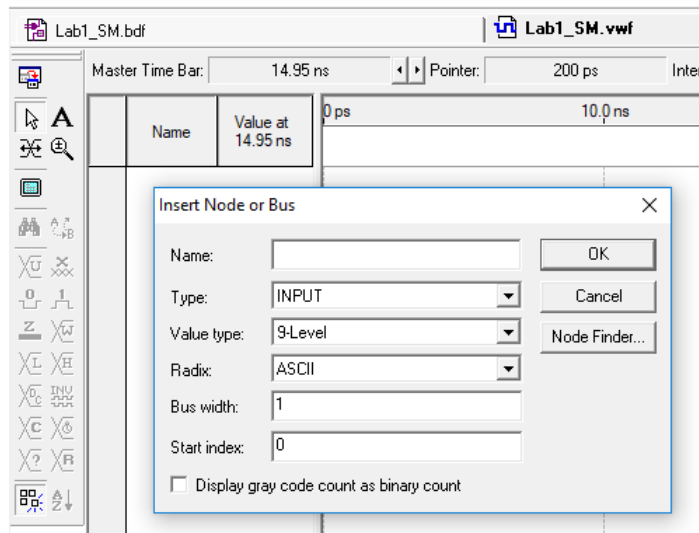 Lab1_SM.bdf
Lab1_SM.vwf
Master Time Bar: 14.95 ns Pointer: 200 ps Inte
Name
Value at
14.95 ns
0 ps 10.0 ns
Insert Node or Bus
Name:
OK
Type: INPUT
Cancel
Value type: 9-Level
Node Finder...
Radix: ASCII
Bus width: 1
Start index: 0
Display gray code count as binary count